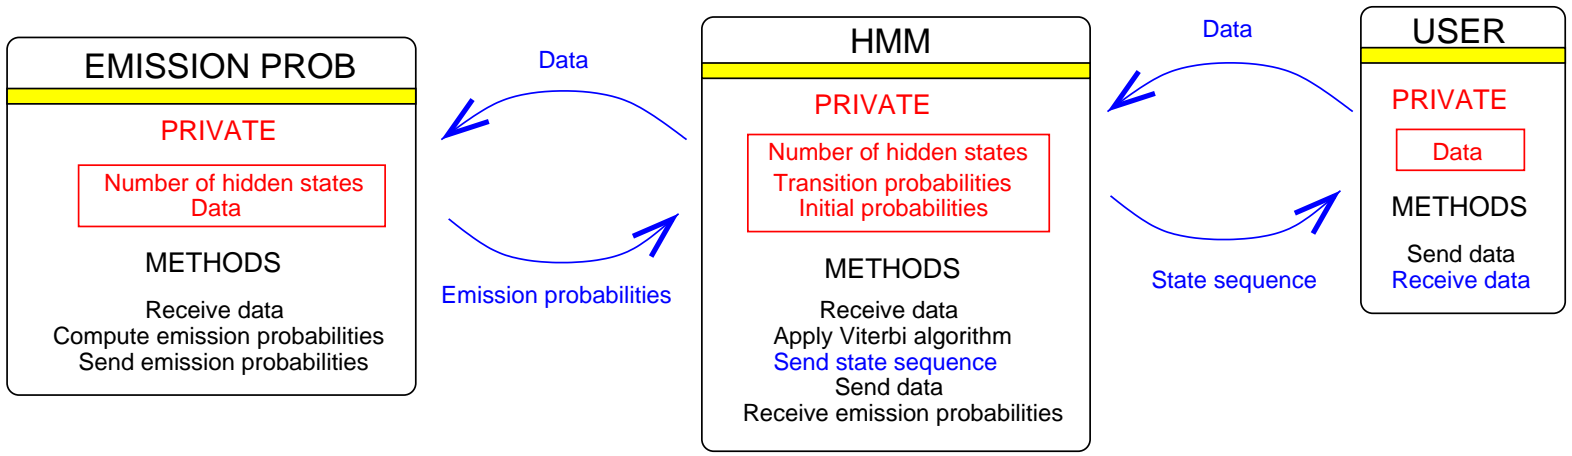 EMISSION PROB
PRIVATE
Number of hidden states
Data
METHODS
Receive data
Compute emission probabilities
Send emission probabilities
Data
Emission probabilities
HMM
PRIVATE
Number of hidden states
Transition probabilities
Initial probabilities
METHODS
Receive data
Apply Viterbi algorithm
Send state sequence
Send data
Receive emission probabilities
Data
State sequence
USER
PRIVATE
Data
METHODS
Send data
Receive data